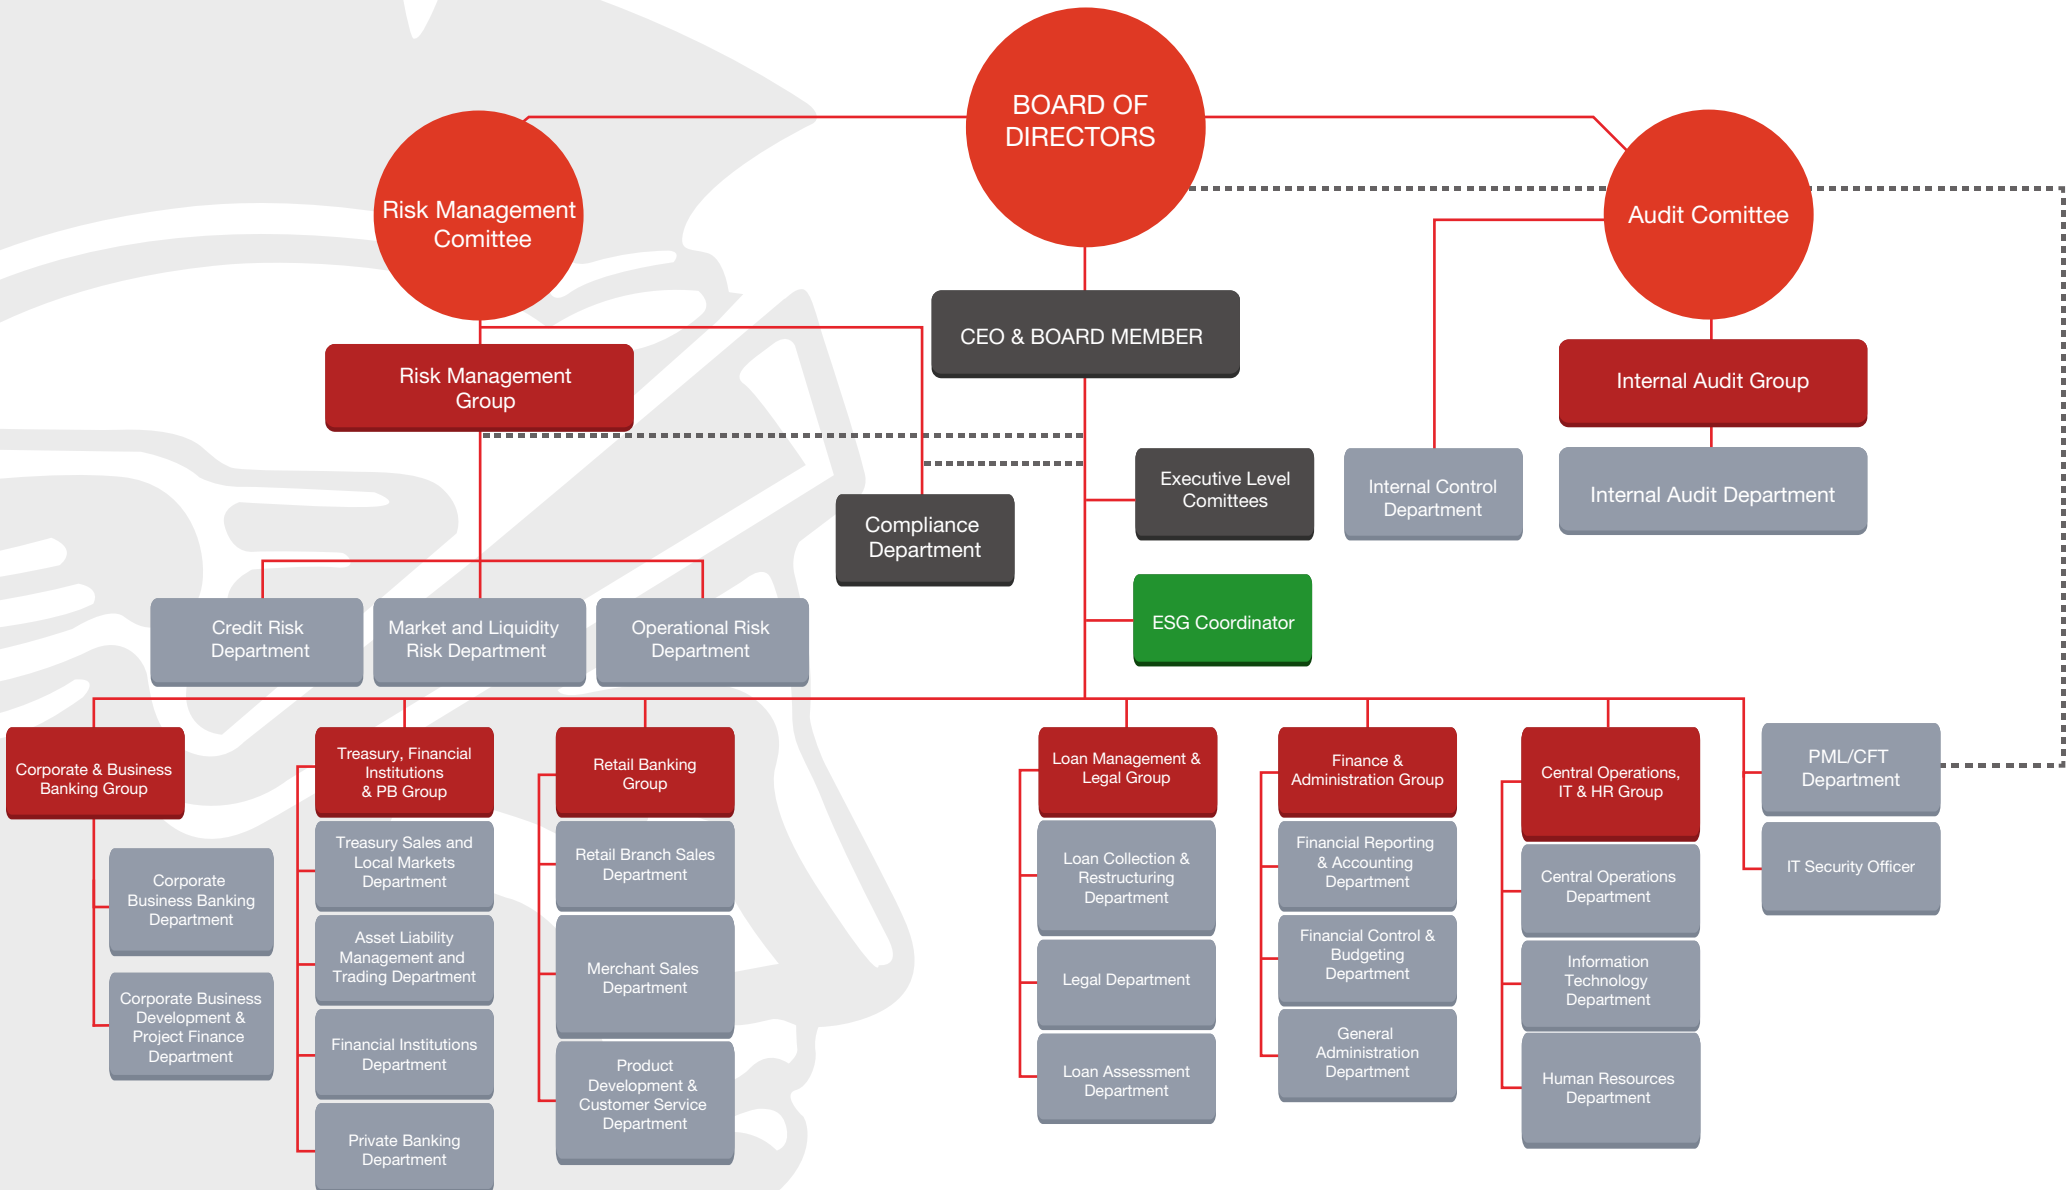 BOARD OF
DIRECTORS
Risk Management
Comittee
Audit Comittee
CEO & BOARD MEMBER
Risk Management
Group
Internal Audit Group
Executive Level
Comittees
Internal Control
Department
Internal Audit Department
Compliance
Department
ESG Coordinator
Credit Risk
Department
Market and Liquidity
Risk Department
Operational Risk
Department
Corporate & Business
Banking Group
Corporate
Business Banking
Department
Corporate Business
Development &
Project Finance
Department
Treasury, Financial
Institutions
& PB Group
Treasury Sales and
Local Markets
Department
Asset Liability
Management and
Trading Department
Financial Institutions
Department
Private Banking
Department
Retail Banking
Group
Retail Branch Sales
Department
Merchant Sales
Department
Product
Development &
Customer Service
Department
Loan Management &
Legal Group
Loan Collection &
Restructuring
Department
Legal Department
Loan Assessment
Department
Finance &
Administration Group
Financial Reporting
& Accounting
Department
Financial Control &
Budgeting
Department
General
Administration
Department
Central Operations,
IT & HR Group
Central Operations
Department
Information
Technology
Department
Human Resources
Department
PML/CFT
Department
IT Security Officer